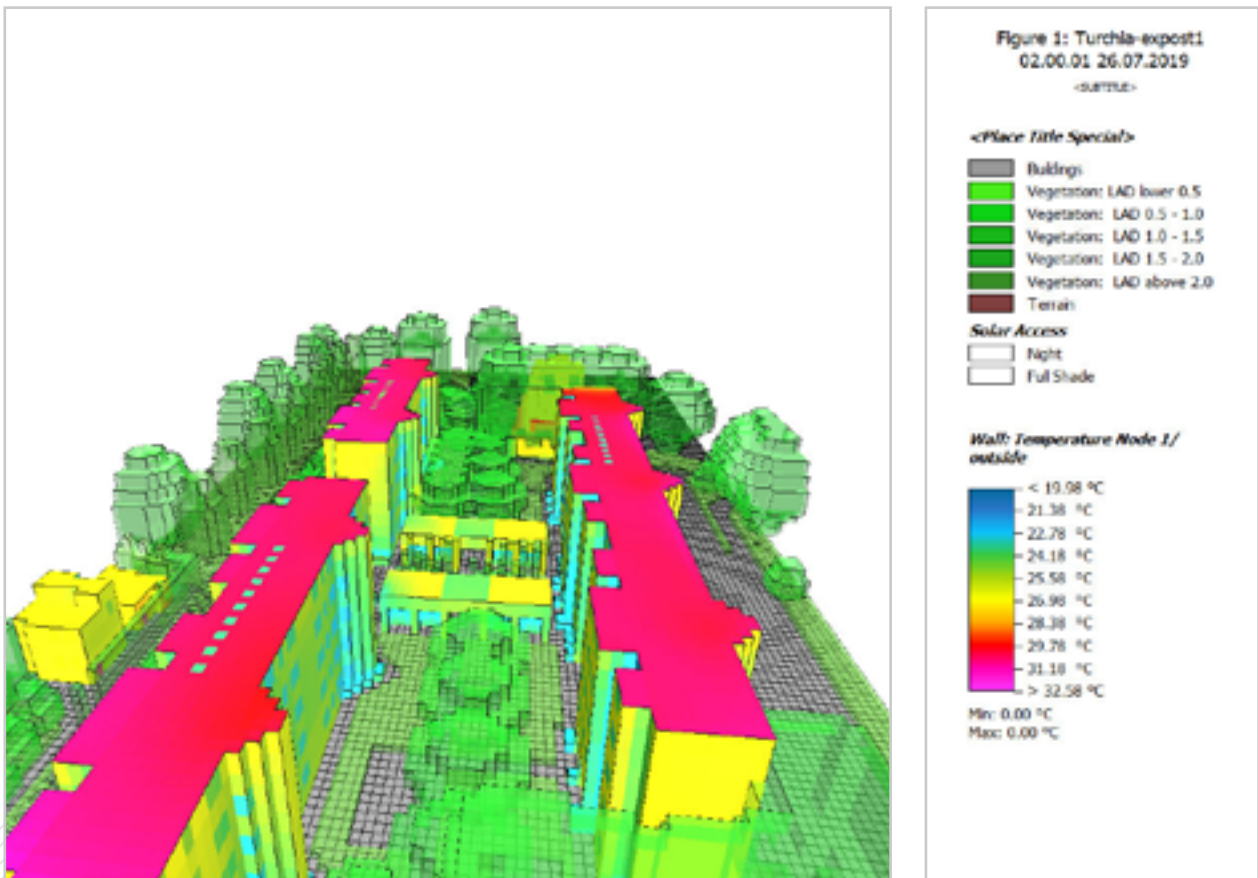 Figure 1: Turchia-expost1
02.00.01 26.07.2019
<SUBTITLE>
<Place Title Special>
Buildings
Vegetation: LAD lower 0.5
Vegetation: LAD 0.5 - 1.0
Vegetation: LAD 1.0 - 1.5
Vegetation: LAD 1.5 - 2.0
Vegetation: LAD above 2.0
Terrain
Solar Access
Night
Full Shade
Wall: Temperature Node 1/
outside
< 19.98 °C
21.38 °C
22.78 °C
24.18 °C
25.58 °C
26.98 °C
28.38 °C
29.78 °C
31.18 °C
> 32.58 °C
Min: 0.00 °C
Max: 0.00 °C